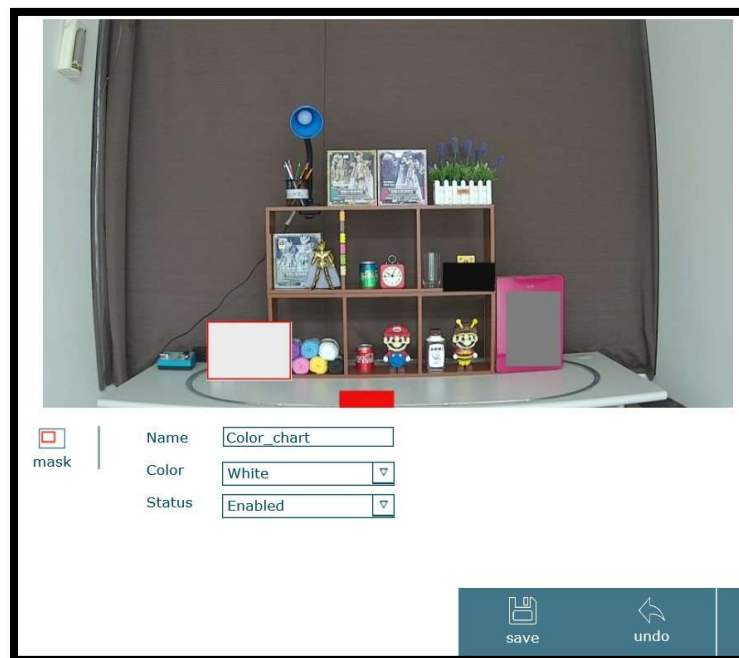 mask
Name
Color_chart
Color
White
Status
Enabled
save
undo